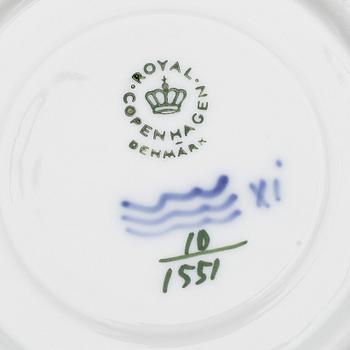 ROYAL
COPENHAGEN
DENMARK
xi
10
1551